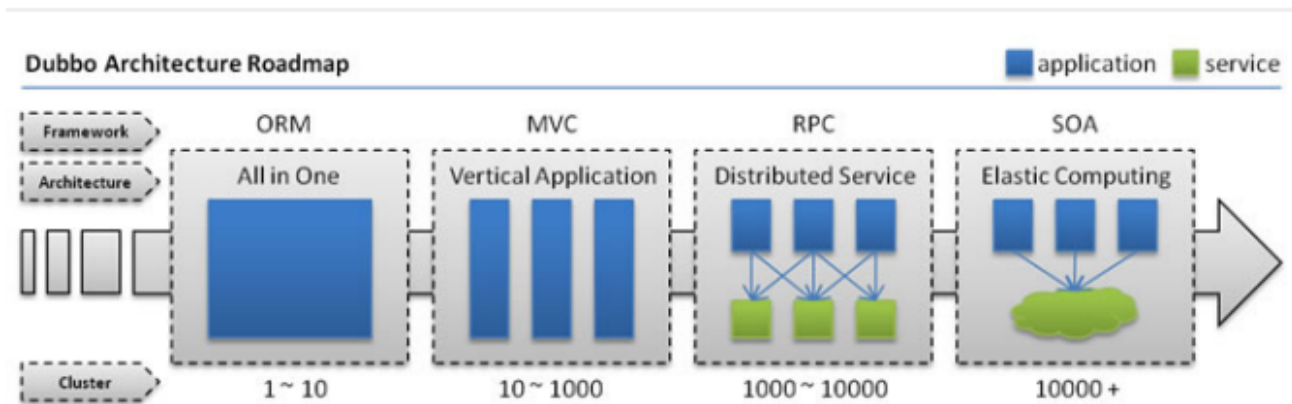 Dubbo Architecture Roadmap
application
service
Framework
ORM
MVC
RPC
SOA
Architecture
All in One
Vertical Application
Distributed Service
Elastic Computing
Cluster
1 ~ 10
10 ~ 1000
1000 ~ 10000
10000 +